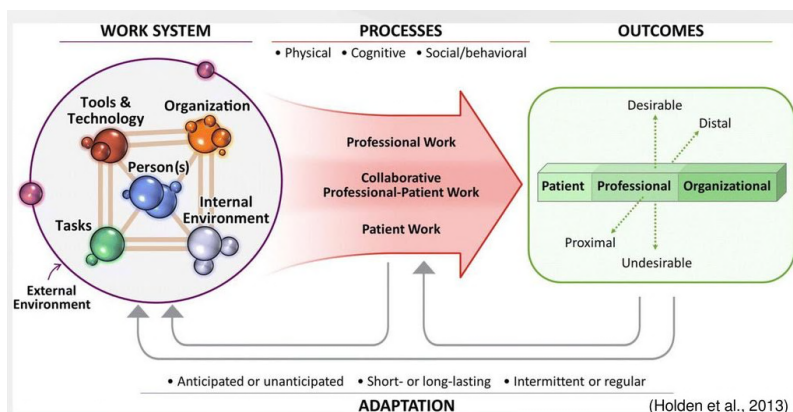 WORK SYSTEM
PROCESSES
• Physical • Cognitive • Social/behavioral
OUTCOMES
Tools &
Technology
Organization
Person(s)
Internal
Environment
Tasks
External
Environment
Professional Work
Collaborative
Professional-Patient Work
Patient Work
Desirable
Distal
Patient
Professional
Organizational
Proximal
Undesirable
• Anticipated or unanticipated • Short- or long-lasting • Intermittent or regular
ADAPTATION
(Holden et al., 2013)